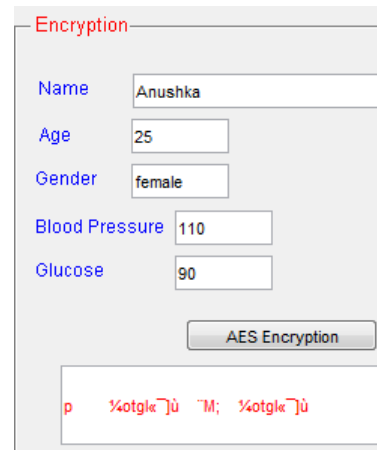 Encryption
Name Anushka
Age 25
Gender female
Blood Pressure 110
Glucose 90
AES Encryption
p ¼otgl«¯]ù ¨M; ¼otgl«¯]ù